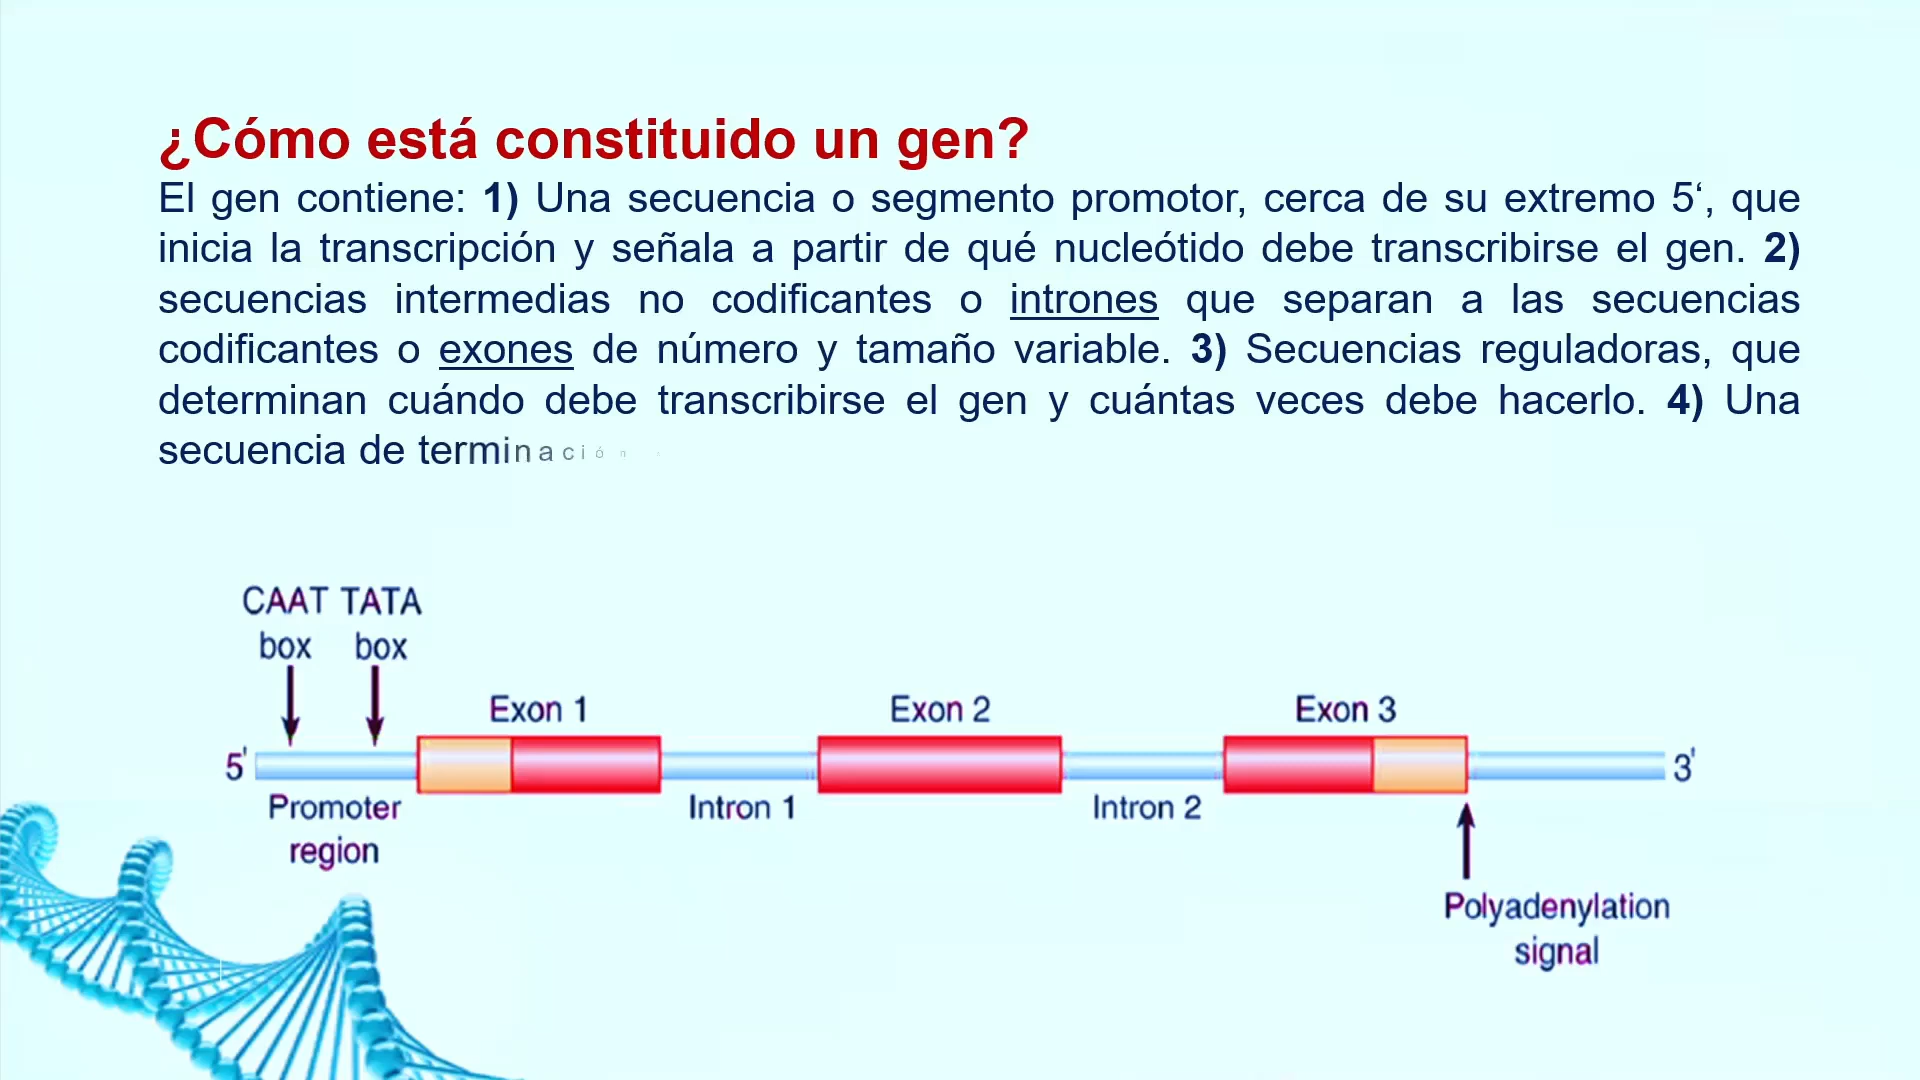 ¿Cómo está constituido un gen?
El gen contiene: 1) Una secuencia o segmento promotor, cerca de su extremo 5‘, que
inicia la transcripción y señala a partir de qué nucleótido debe transcribirse el gen. 2)
secuencias intermedias no codificantes o intrones que separan a las secuencias
codificantes o exones de número y tamaño variable. 3) Secuencias reguladoras, que
determinan cuándo debe transcribirse el gen y cuántas veces debe hacerlo. 4) Una
secuencia de terminación
CAAT TATA
box box
Exon 1 Exon 2 Exon 3
5' 3'
Promoter Intron 1 Intron 2
region
Polyadenylation
signal